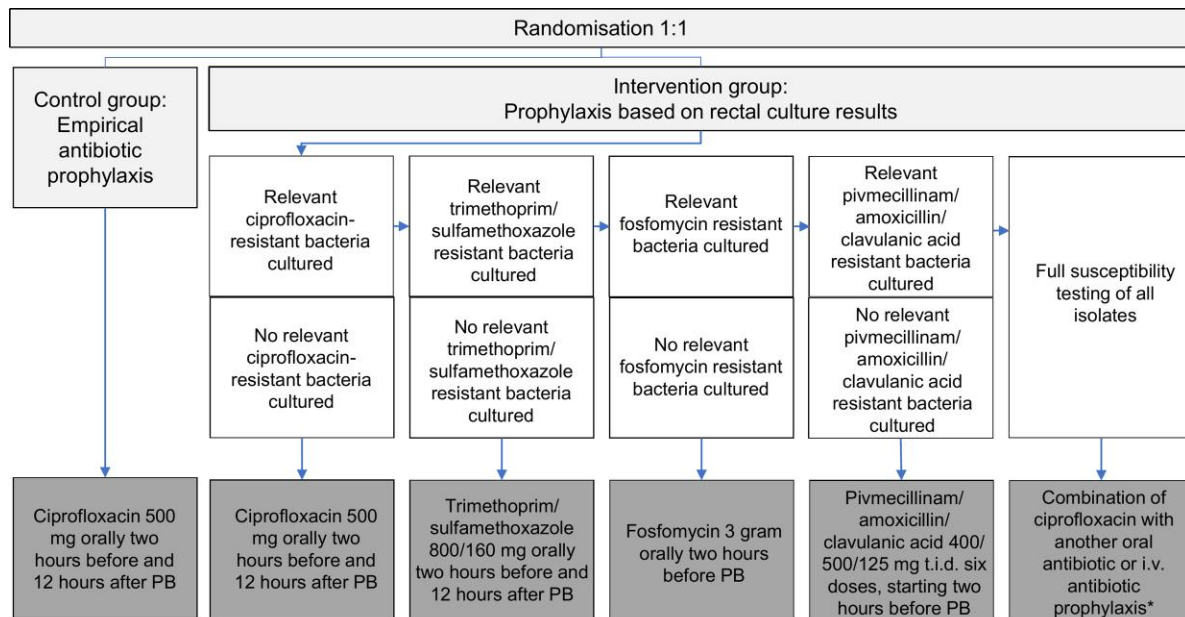 Randomisation 1:1
Control group:
Empirical
antibiotic
prophylaxis
Intervention group:
Prophylaxis based on rectal culture results
Relevant
ciprofloxacin-
resistant bacteria
cultured
Relevant
trimethoprim/
sulfamethoxazole
resistant bacteria
cultured
Relevant
fosfomycin resistant
bacteria cultured
Relevant
pivmecillinam/
amoxicillin/
clavulanic acid
resistant bacteria
cultured
Full susceptibility
testing of all
isolates
No relevant
ciprofloxacin-
resistant bacteria
cultured
No relevant
trimethoprim/
sulfamethoxazole
resistant bacteria
cultured
No relevant
fosfomycin resistant
bacteria cultured
No relevant
pivmecillinam/
amoxicillin/
clavulanic acid
resistant bacteria
cultured
Ciprofloxacin 500
mg orally two
hours before and
12 hours after PB
Ciprofloxacin 500
mg orally two
hours before and
12 hours after PB
Trimethoprim/
sulfamethoxazole
800/160 mg orally
two hours before and
12 hours after PB
Fosfomycin 3 gram
orally two hours
before PB
Pivmecillinam/
amoxicillin/
clavulanic acid 400/
500/125 mg t.i.d. six
doses, starting two
hours before PB
Combination of
ciprofloxacin with
another oral
antibiotic or i.v.
antibiotic
prophylaxis*